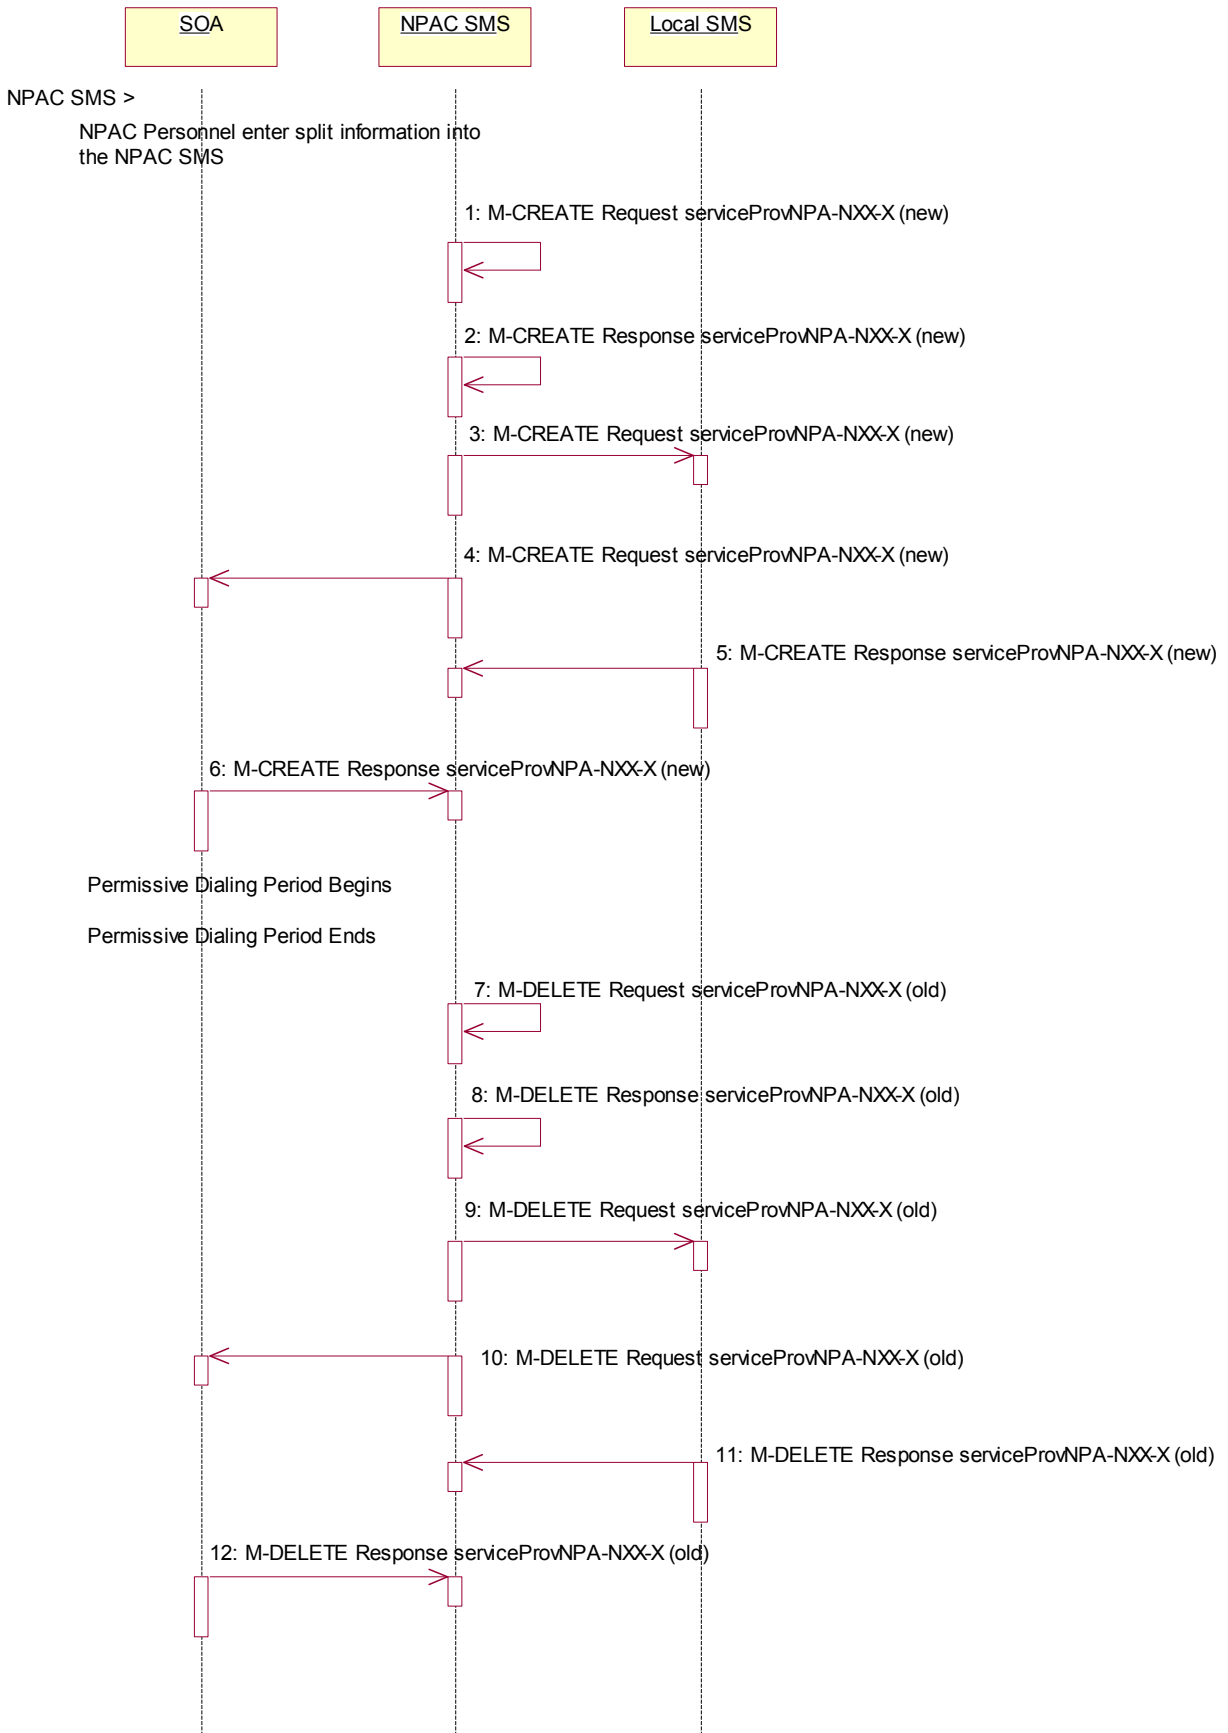 SOA
NPAC SMS
Local SMS
NPAC SMS >
NPAC Personnel enter split information into
the NPAC SMS
1: M-CREATE Request serviceProvNPA-NXX-X (new)
2: M-CREATE Response serviceProvNPA-NXX-X (new)
3: M-CREATE Request serviceProvNPA-NXX-X (new)
4: M-CREATE Request serviceProvNPA-NXX-X (new)
5: M-CREATE Response serviceProvNPA-NXX-X (new)
6: M-CREATE Response serviceProvNPA-NXX-X (new)
Permissive Dialing Period Begins
Permissive Dialing Period Ends
7: M-DELETE Request serviceProvNPA-NXX-X (old)
8: M-DELETE Response serviceProvNPA-NXX-X (old)
9: M-DELETE Request serviceProvNPA-NXX-X (old)
10: M-DELETE Request serviceProvNPA-NXX-X (old)
11: M-DELETE Response serviceProvNPA-NXX-X (old)
12: M-DELETE Response serviceProvNPA-NXX-X (old)